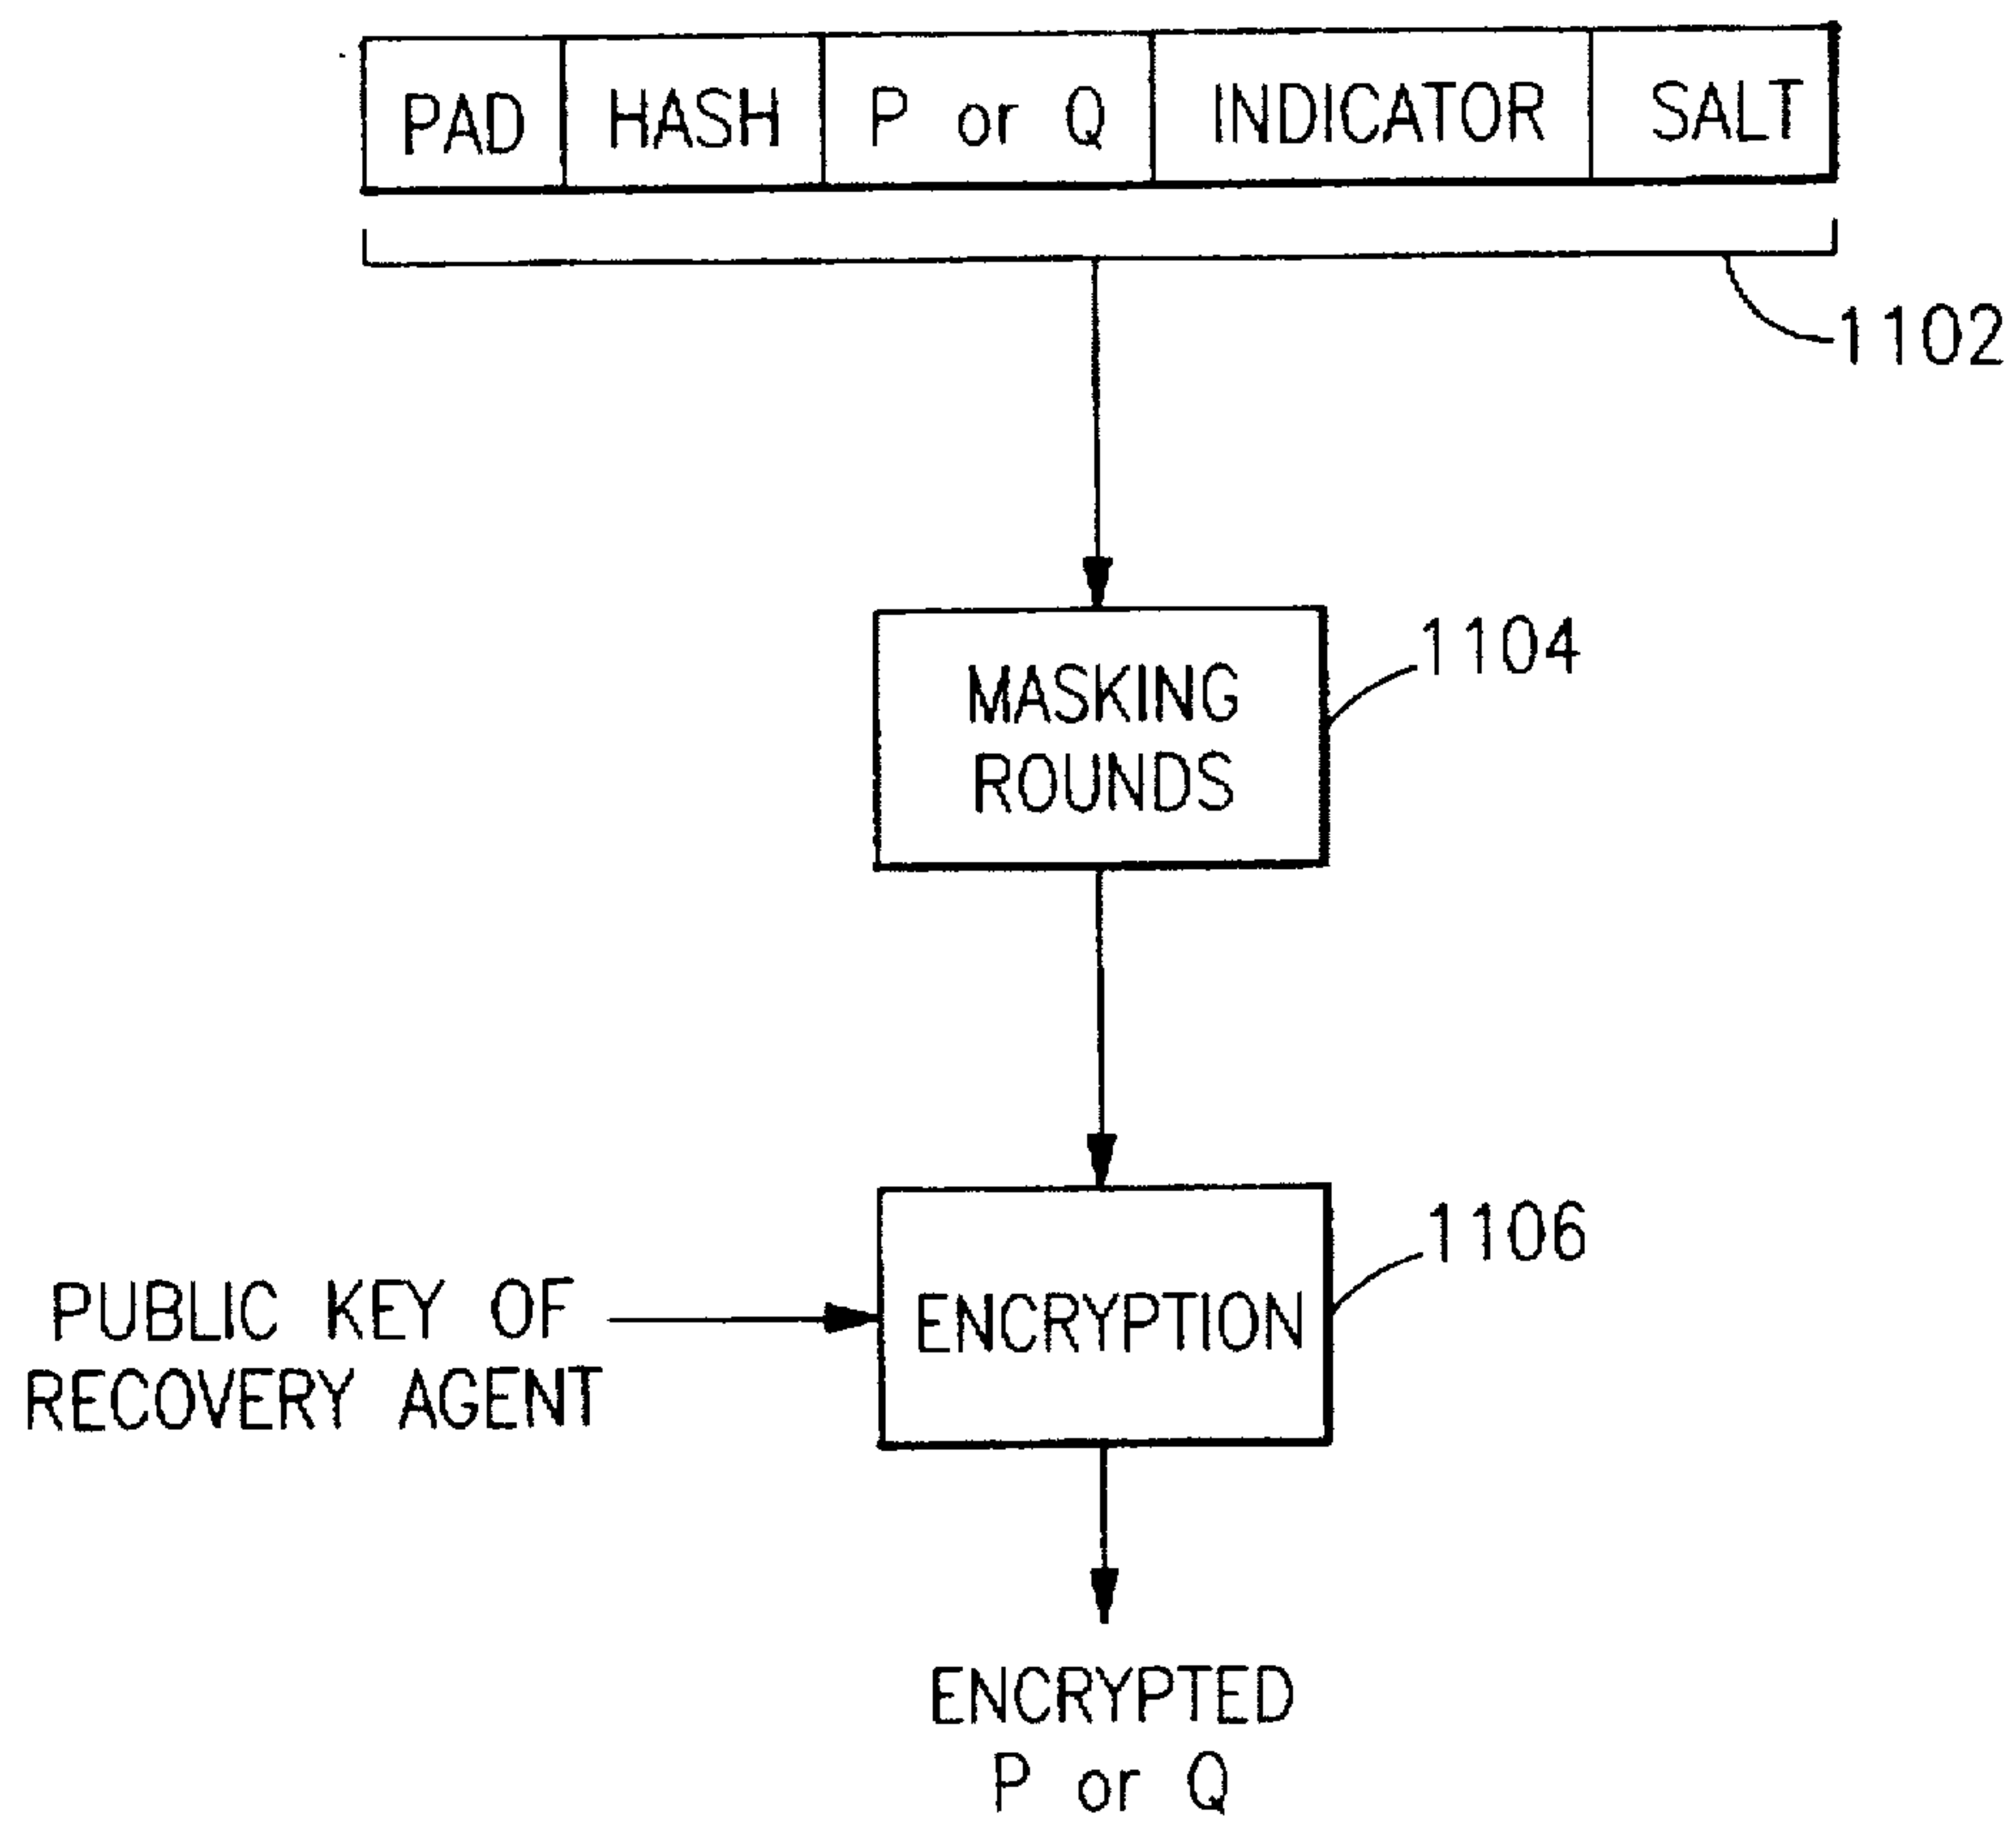 PAD HASH P or Q INDICATOR SALT
1102
MASKING
ROUNDS
1104
1106
PUBLIC KEY OF
RECOVERY AGENT
ENCRYPTION
ENCRYPTED
P or Q